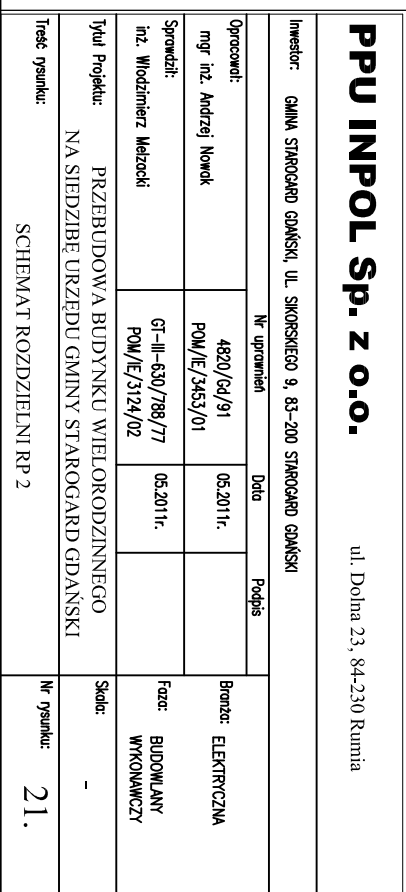 PPU INPOL Sp. z o.o. ul. Dolna 23, 84-230 Rumia
Inwestor: GMINA STAROGARD GDAŃSKI, UL. SIKORSKIEGO 9, 83-200 STAROGARD GDAŃSKI
Nr uprawnień Data Podpis
Opracował:
mgr inż. Andrzej Nowak
4820/Gd/91
POM/IE/3453/01
05.2011r.
Branża: ELEKTRYCZNA
Sprawdził:
inż. Włodzimierz Melzacki
GT-III-630/788/77
POM/IE/3124/02
05.2011r.
Faza: BUDOWLANY
WYKONAWCZY
Tytuł Projektu: PRZEBUDOWA BUDYNKU WIELORODZINNEGO
NA SIEDZIBĘ URZĘDU GMINY STAROGARD GDAŃSKI
Skala:
-
Treść rysunku:
SCHEMAT ROZDZIELNI RP 2
Nr rysunku:
21.